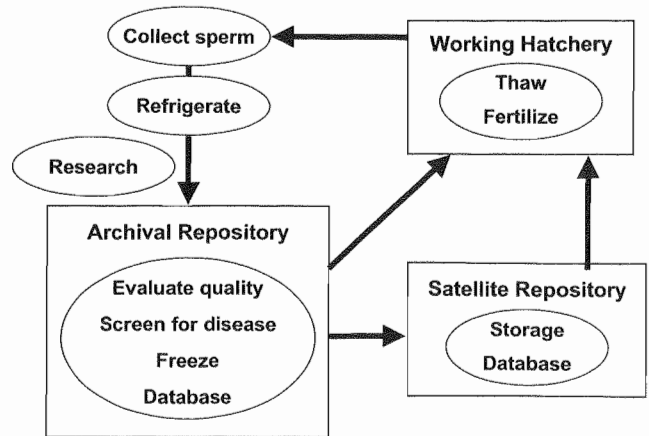 Collect sperm
Working Hatchery
Thaw
Fertilize
Refrigerate
Research
Archival Repository
Evaluate quality
Screen for disease
Freeze
Database
Satellite Repository
Storage
Database